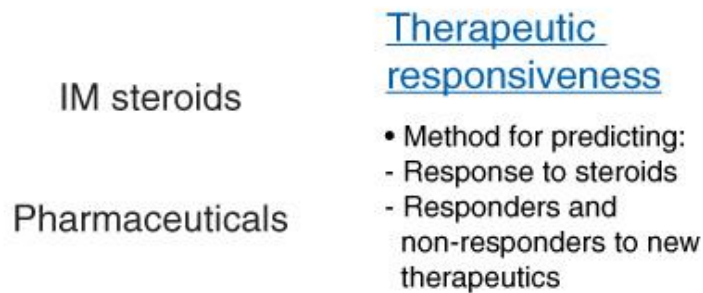 IM steroids
Pharmaceuticals
Therapeutic
responsiveness
• Method for predicting:
- Response to steroids
- Responders and
non-responders to new
therapeutics